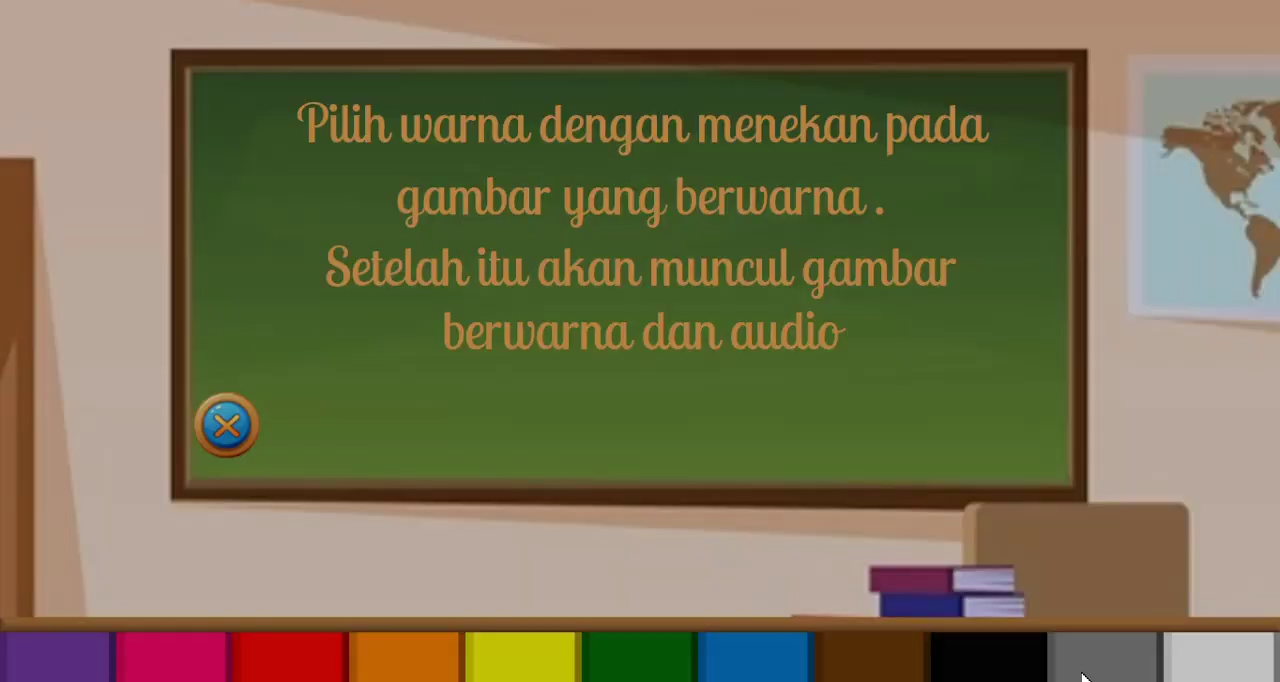 Pilih warna dengan menekan pada
gambar yang berwarna .
Setelah itu akan muncul gambar
berwarna dan audio